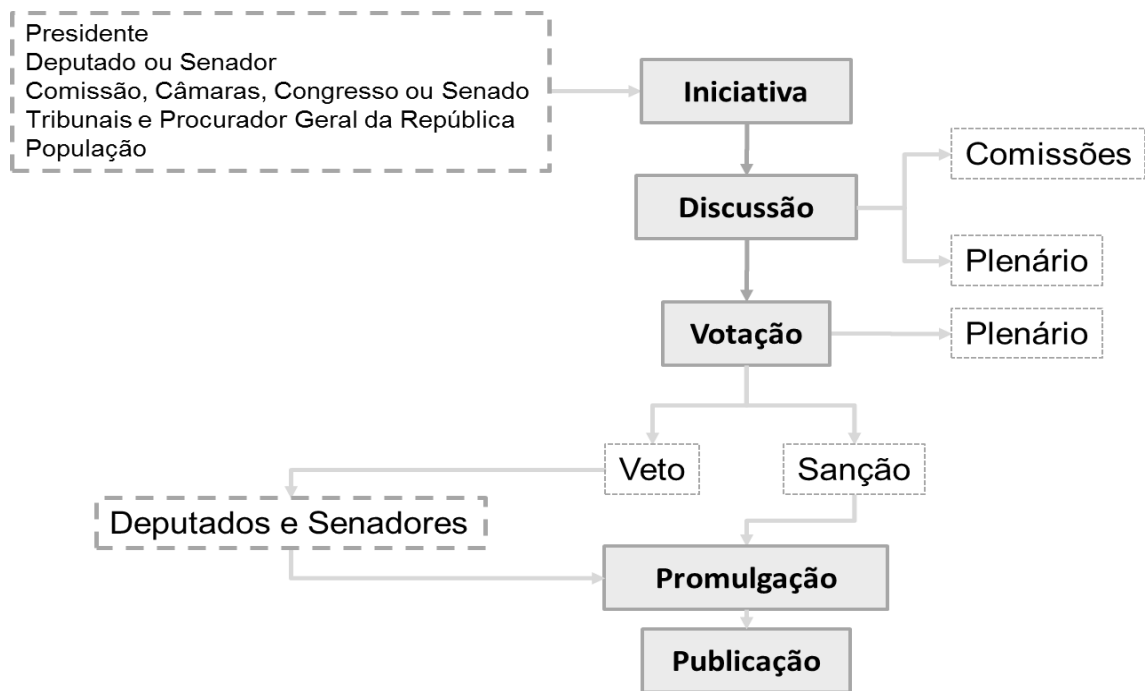 Presidente
Deputado ou Senador
Comissão, Câmaras, Congresso ou Senado
Tribunais e Procurador Geral da República
População
Iniciativa
Comissões
Discussão
Plenário
Votação
Plenário
Veto
Sanção
Deputados e Senadores
Promulgação
Publicação